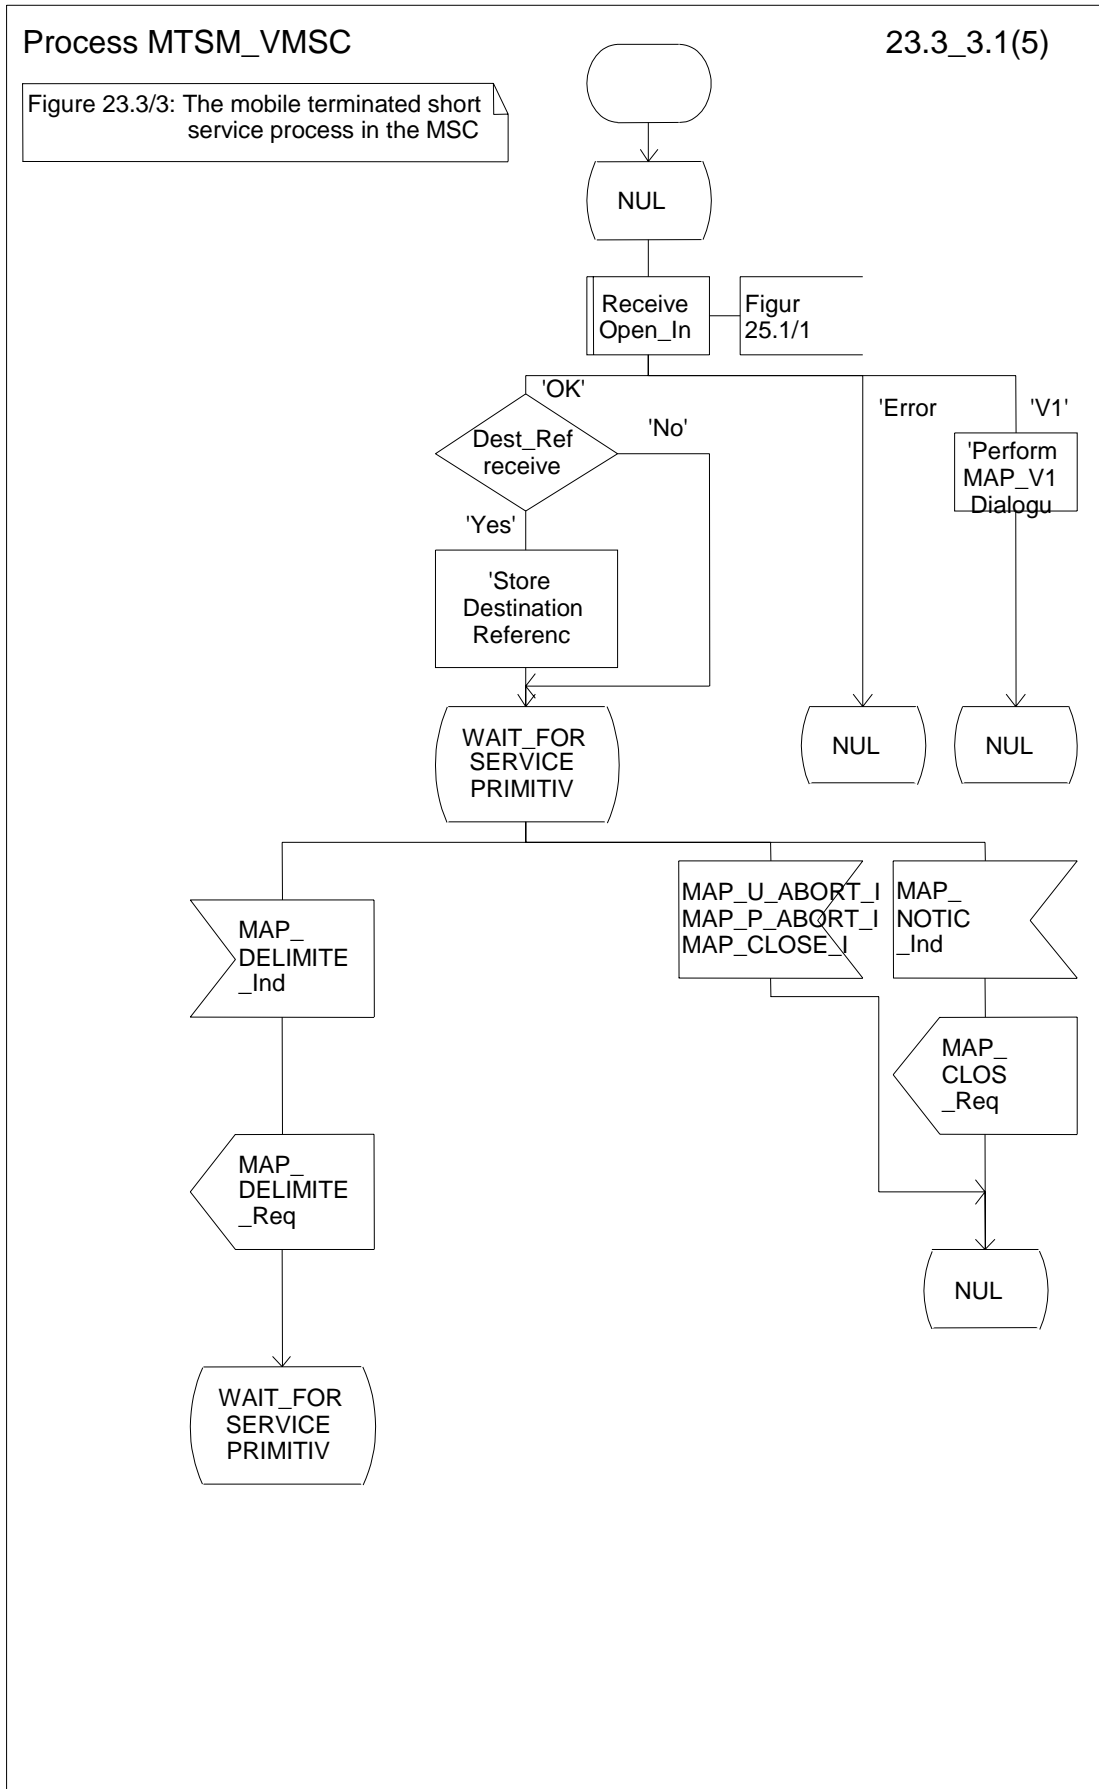 Process MTSM_VMSC
23.3_3.1(5)
Figure 23.3/3: The mobile terminated short
service process in the MSC
NUL
Receive
Open_In
Figur
25.1/1
'OK'
'Error
'V1'
Dest_Ref
receive
'No'
'Perform
MAP_V1
Dialogu
'Yes'
'Store
Destination
Referenc
WAIT_FOR
SERVICE
PRIMITIV
NUL
NUL
MAP_
DELIMITE
_Ind
MAP_U_ABORT_I
MAP_P_ABORT_I
MAP_CLOSE_I
MAP_
NOTIC
_Ind
MAP_
CLOS
_Req
MAP_
DELIMITE
_Req
NUL
WAIT_FOR
SERVICE
PRIMITIV